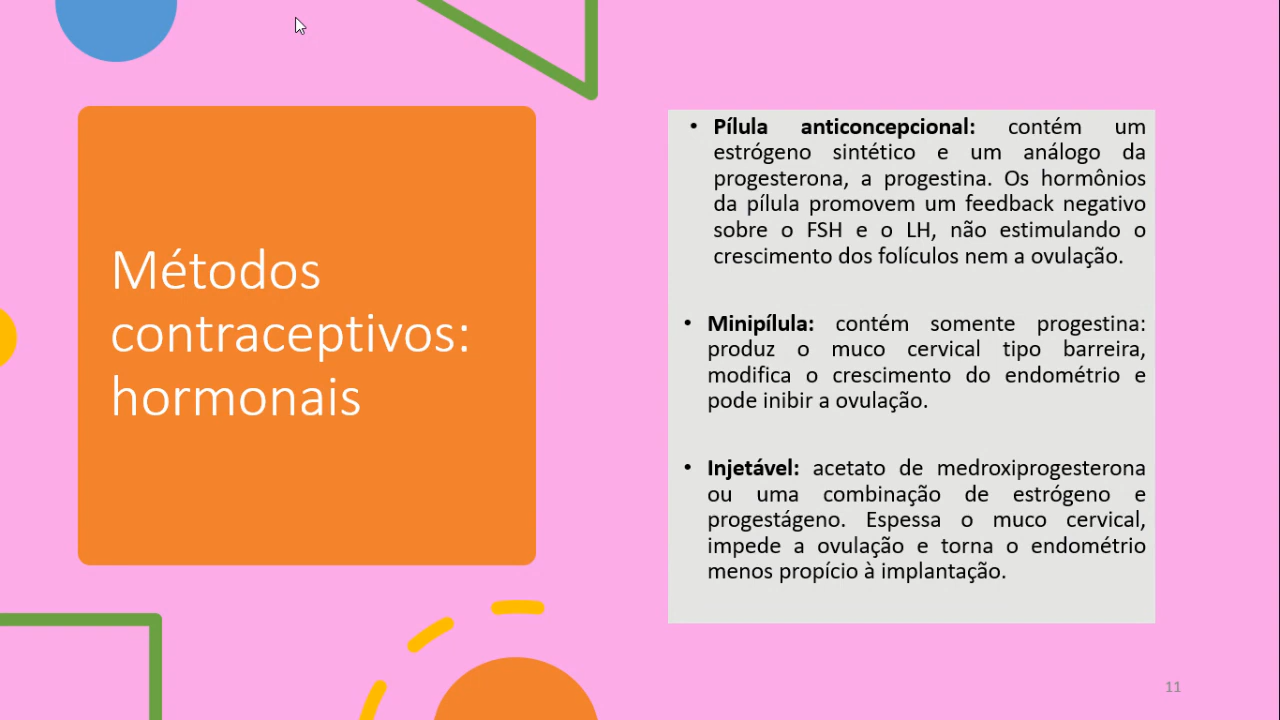 Métodos
contraceptivos:
hormonais
• Pílula anticoncepcional: contém um
estrógeno sintético e um análogo da
progesterona, a progestina. Os hormônios
da pílula promovem um feedback negativo
sobre o FSH e o LH, não estimulando o
crescimento dos folículos nem a ovulação.
• Minipílula: contém somente progestina:
produz o muco cervical tipo barreira,
modifica o crescimento do endométrio e
pode inibir a ovulação.
• Injetável: acetato de medroxiprogesterona
ou uma combinação de estrógeno e
progestágeno. Espessa o muco cervical,
impede a ovulação e torna o endométrio
menos propício à implantação.
11